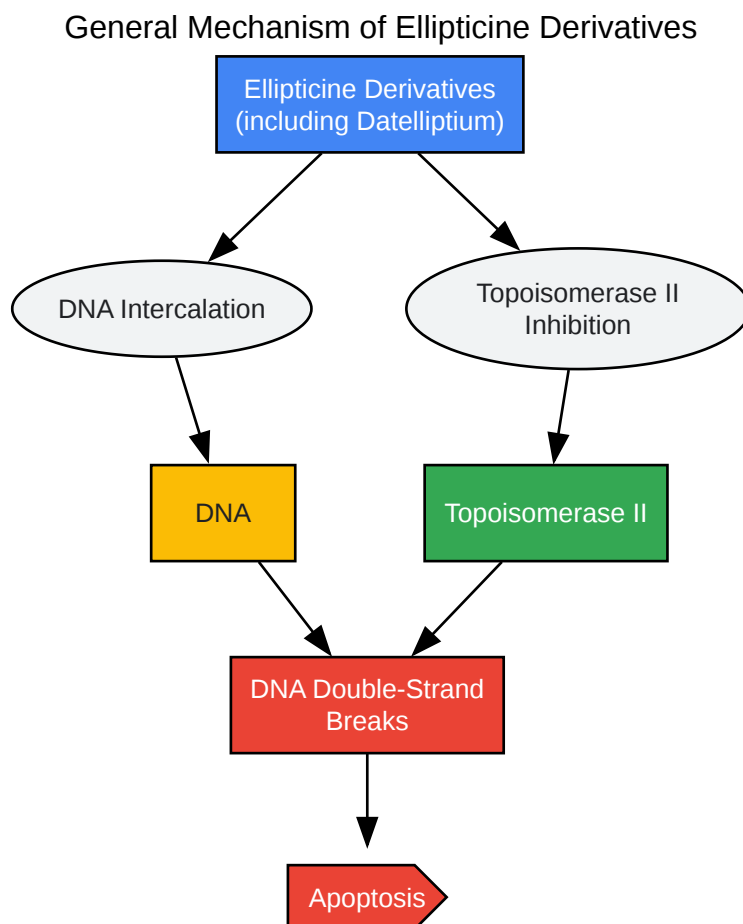 General Mechanism of Ellipticine Derivatives
Ellipticine Derivatives
(including Datelliptium)
DNA Intercalation
Topoisomerase II
Inhibition
DNA
Topoisomerase II
DNA Double-Strand
Breaks
Apoptosis